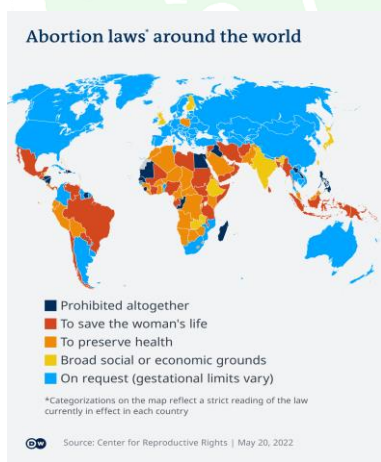 Abortion laws* around the world
Prohibited altogether
To save the woman's life
To preserve health
Broad social or economic grounds
On request (gestational limits vary)
*Categorizations on the map reflect a strict reading of the law
currently in effect in each country
DW Source: Center for Reproductive Rights | May 20, 2022